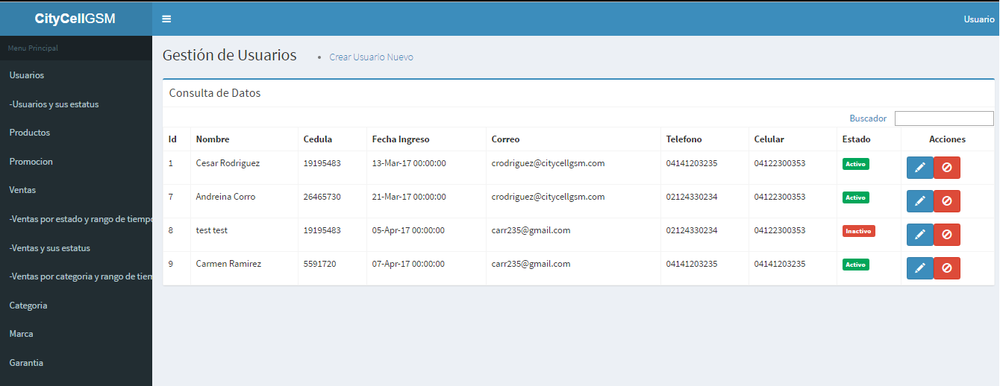 CityCellGSM
Usuario
Menu Principal
Usuarios
-Usuarios y sus estatus
Productos
Promocion
Ventas
-Ventas por estado y rango de tiempo
-Ventas y sus estatus
-Ventas por categoria y rango de tiem
Categoria
Marca
Garantia
Gestión de Usuarios • Crear Usuario Nuevo
Consulta de Datos
Buscador
Id Nombre Cedula Fecha Ingreso Correo Telefono Celular Estado Acciones
1 Cesar Rodriguez 19195483 13-Mar-17 00:00:00 crodriguez@citycellgsm.com 04141203235 04122300353 Activo
7 Andreina Corro 26465730 21-Mar-17 00:00:00 crodriguez@citycellgsm.com 02124330234 04122300353 Activo
8 test test 19195483 05-Apr-17 00:00:00 carr235@gmail.com 02124330234 04122300353 Inactivo
9 Carmen Ramirez 5591720 07-Apr-17 00:00:00 carr235@gmail.com 04141203235 04141203235 Activo